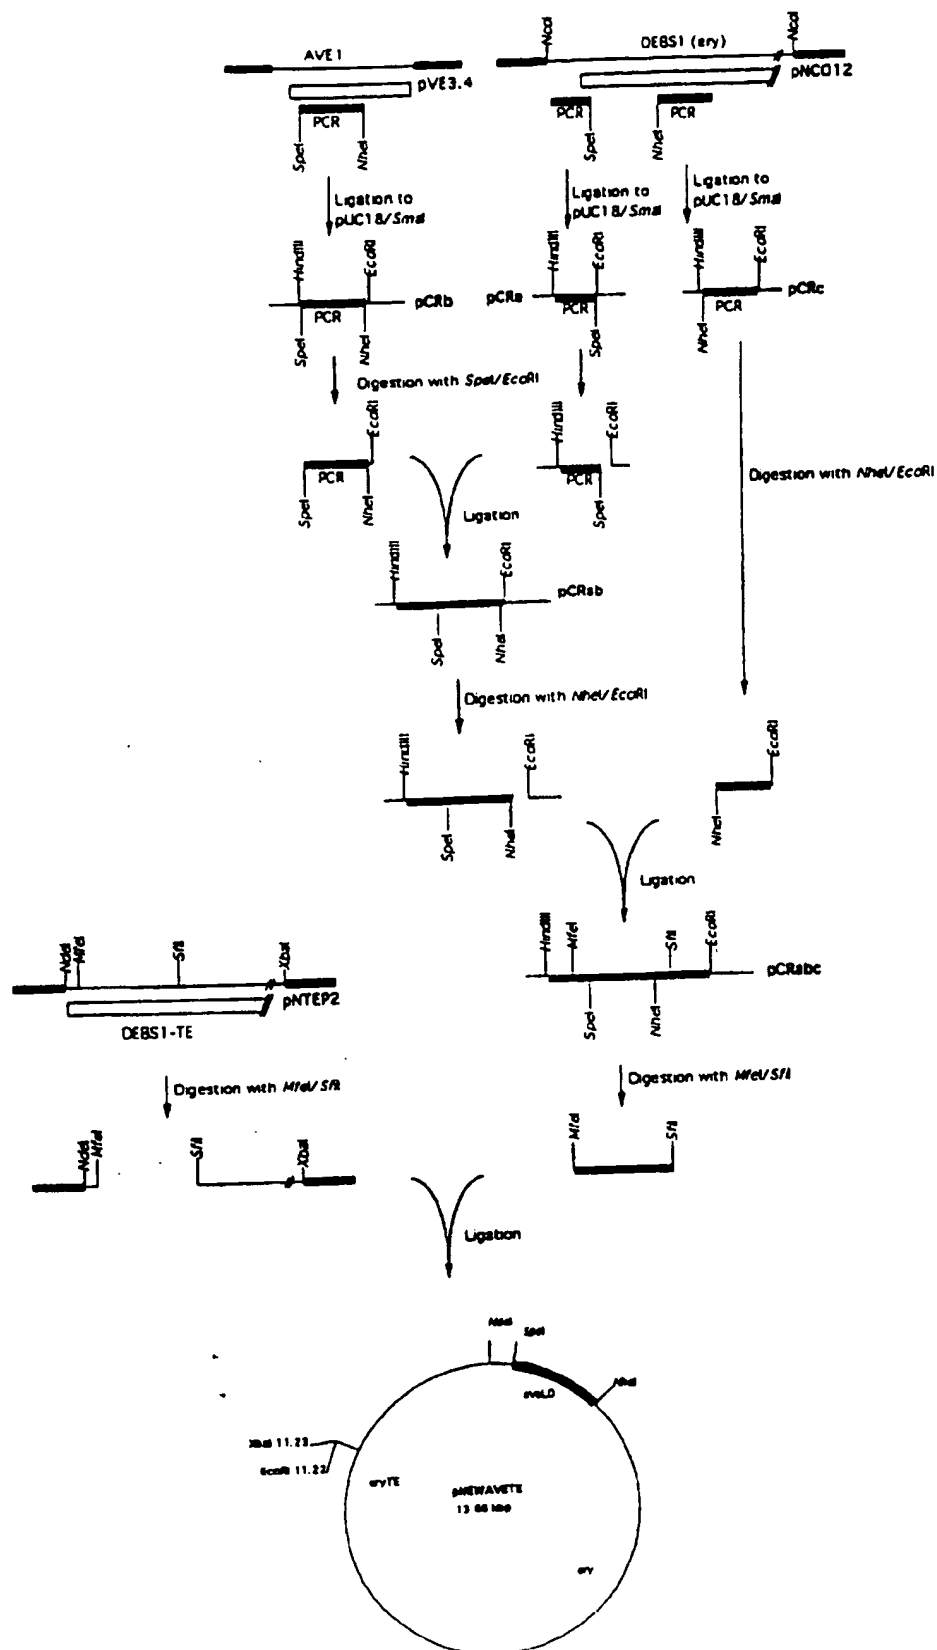 AVE1
pVE3.4
PCR
SpeI
NheI
NcoI
DEBS1 (ery)
NcoI
pNCO12
PCR
SpeI
PCR
NheI
Ligation to
pUC18/SmaI
Ligation to
pUC18/SmaI
Ligation to
pUC18/SmaI
HindIII
EcoRI
pCRb
PCR
SpeI
NheI
HindIII
EcoRI
pCRa
PCR
SpeI
HindIII
EcoRI
pCRc
PCR
NheI
Digestion with SpeI/EcoRI
EcoRI
PCR
SpeI
NheI
HindIII
EcoRI
PCR
SpeI
Digestion with NheI/EcoRI
Ligation
HindIII
EcoRI
pCRab
SpeI
NheI
Digestion with NheI/EcoRI
HindIII
EcoRI
SpeI
NheI
EcoRI
NheI
Ligation
HindIII
MfeI
SfiI
EcoRI
pCRabc
SpeI
NheI
NdeI
MfeI
SfiI
XbaI
pNTEP2
DEBS1-TE
Digestion with MfeI/SfiI
Digestion with MfeI/SfiI
NdeI
MfeI
SfiI
XbaI
MfeI
SfiI
Ligation
NdeI
SpeI
aveLD
NheI
XbaI 11.23
EcoRI 11.23
eryTE
pNEWAVETE
13.66 kbp
ery